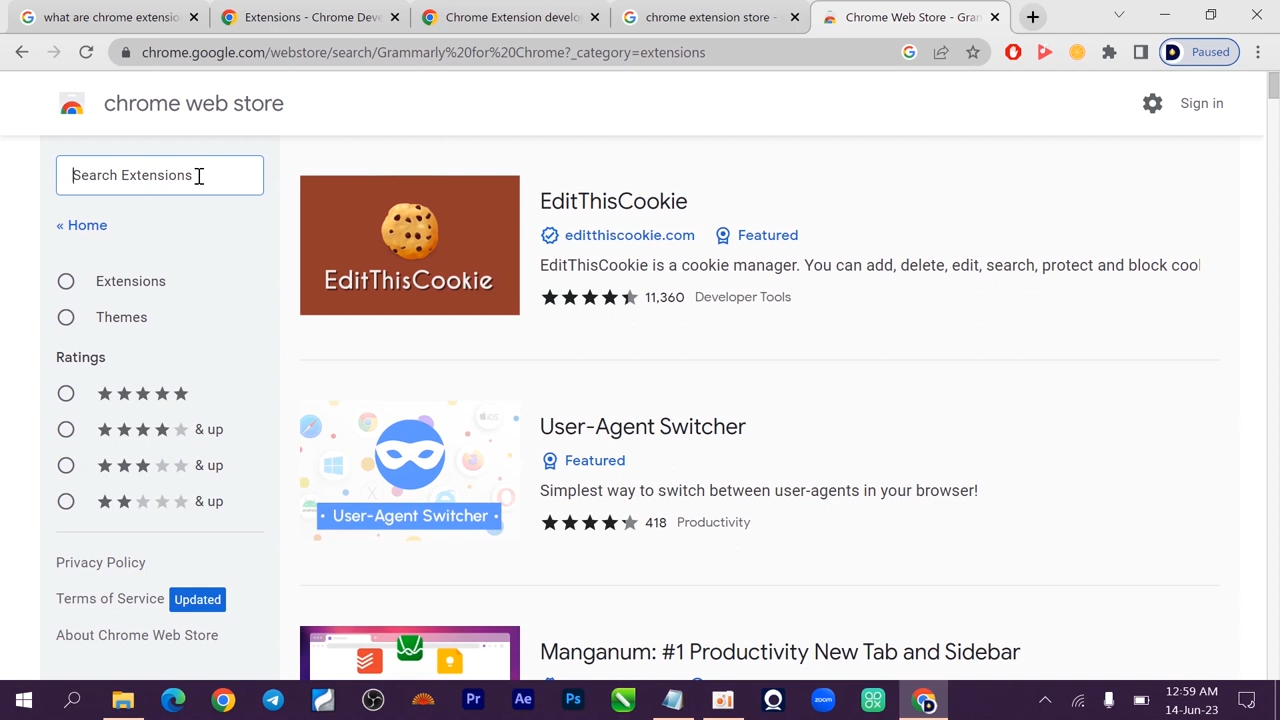 what are chrome extensio
Extensions - Chrome Deve
Chrome Extension develo
chrome extension store -
Chrome Web Store - Gran
chrome.google.com/webstore/search/Grammarly%20for%20Chrome?_category=extensions
Paused
chrome web store
Sign in
Search Extensions
« Home
Extensions
Themes
Ratings
& up
& up
& up
Privacy Policy
Terms of Service Updated
About Chrome Web Store
EditThisCookie
EditThisCookie
editthiscookie.com Featured
EditThisCookie is a cookie manager. You can add, delete, edit, search, protect and block cool
11,360 Developer Tools
• User-Agent Switcher •
User-Agent Switcher
Featured
Simplest way to switch between user-agents in your browser!
418 Productivity
Manganum: #1 Productivity New Tab and Sidebar
Pr
Ae
Ps
zoom
12:59 AM
14-Jun-23